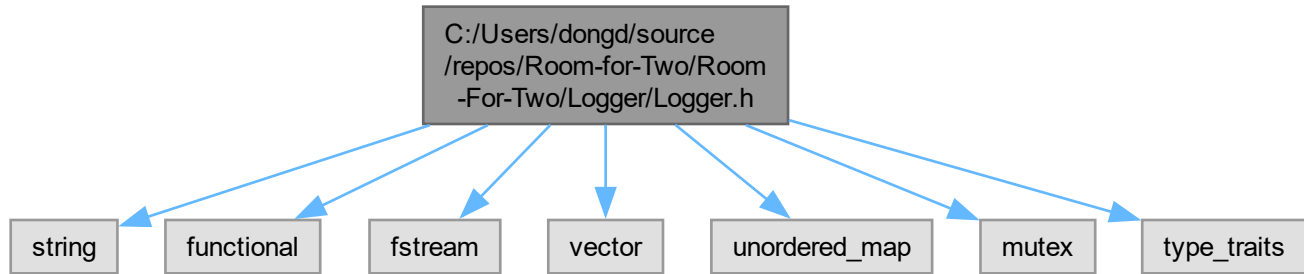 C:/Users/dongd/source
/repos/Room-for-Two/Room
-For-Two/Logger/Logger.h
string
functional
fstream
vector
unordered_map
mutex
type_traits